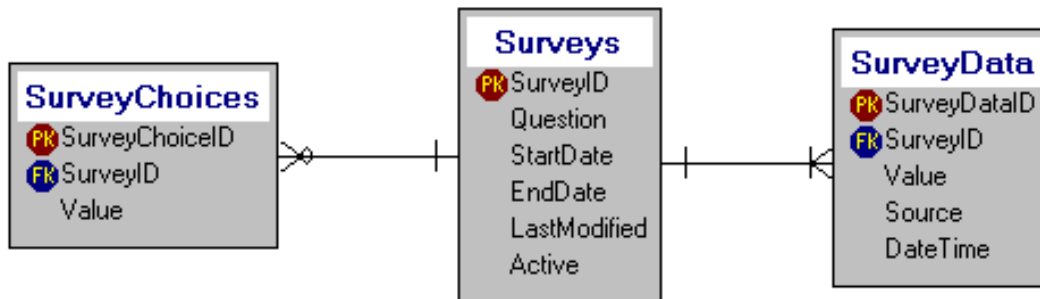 SurveyChoices
PK SurveyChoiceID
FK SurveyID
Value
Surveys
PK SurveyID
Question
StartDate
EndDate
LastModified
Active
SurveyData
PK SurveyDataID
FK SurveyID
Value
Source
DateTime